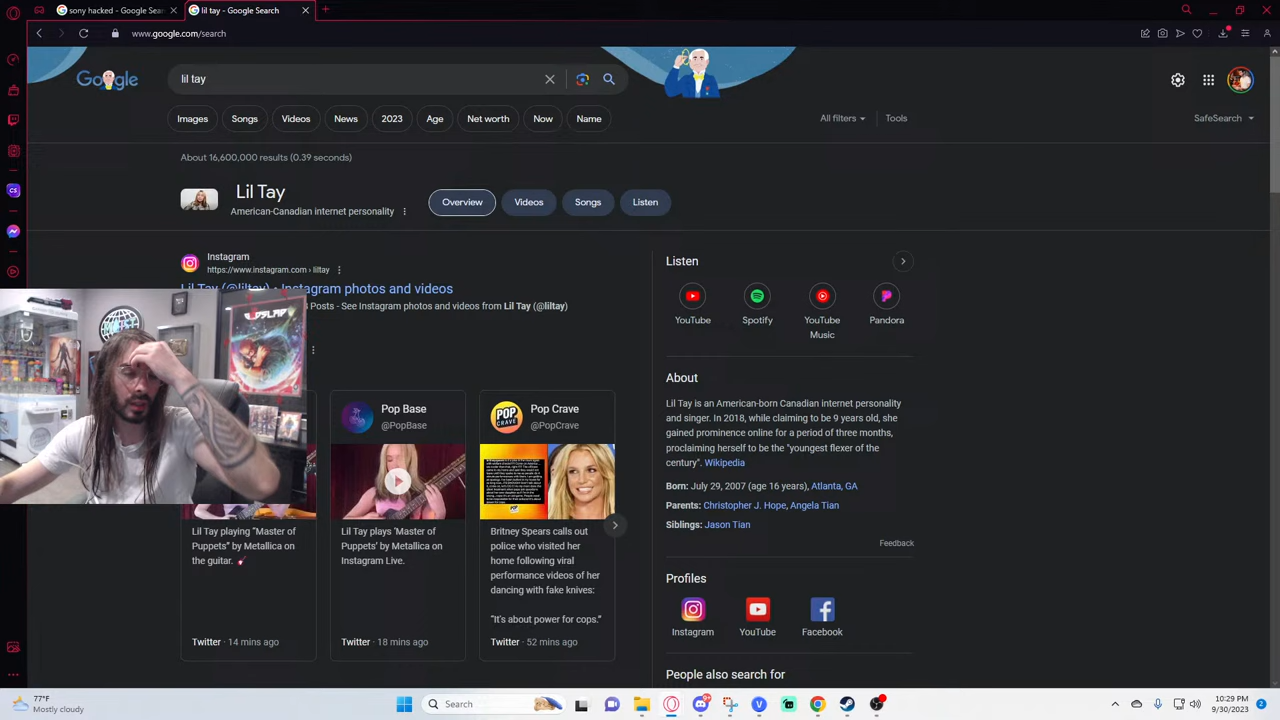 sony hacked - Google Sear
lil tay - Google Search
www.google.com/search
Google
lil tay
Images
Songs
Videos
News
2023
Age
Net worth
Now
Name
All filters
Tools
SafeSearch
About 16,600,000 results (0.39 seconds)
Lil Tay
American-Canadian internet personality
Overview
Videos
Songs
Listen
Instagram
https://www.instagram.com › liltay
Lil Tay (@liltay) • Instagram photos and videos
Posts - See Instagram photos and videos from Lil Tay (@liltay)
Pop Base
@PopBase
Lil Tay playing "Master of
Puppets" by Metallica on
the guitar.
Twitter · 14 mins ago
Lil Tay plays 'Master of
Puppets' by Metallica on
Instagram Live.
Twitter · 18 mins ago
POP
CRAVE
Pop Crave
@PopCrave
Britney Spears calls out
police who visited her
home following viral
performance videos of her
dancing with fake knives:
"It's about power for cops."
Twitter · 52 mins ago
Listen
YouTube
Spotify
YouTube
Music
Pandora
About
Lil Tay is an American-born Canadian internet personality
and singer. In 2018, while claiming to be 9 years old, she
gained prominence online for a period of three months,
proclaiming herself to be the "youngest flexer of the
century". Wikipedia
Born: July 29, 2007 (age 16 years), Atlanta, GA
Parents: Christopher J. Hope, Angela Tian
Siblings: Jason Tian
Feedback
Profiles
Instagram
YouTube
Facebook
People also search for
77°F
Mostly cloudy
Search
10:29 PM
9/30/2023